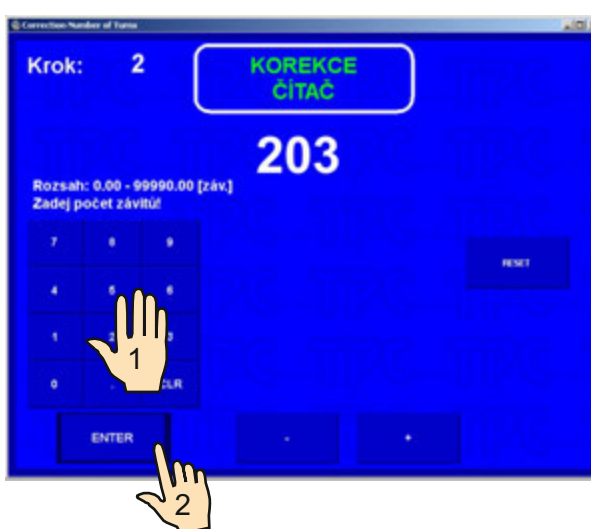 Correction Number of Turns
Krok: 2
KOREKCE
ČÍTAČ
203
Rozsah: 0.00 - 99990.00 [záv.]
Zadej počet závitů!
7 8 9
4 5 6
RESET
1 2 3
1
0 . CLR
ENTER - +
2